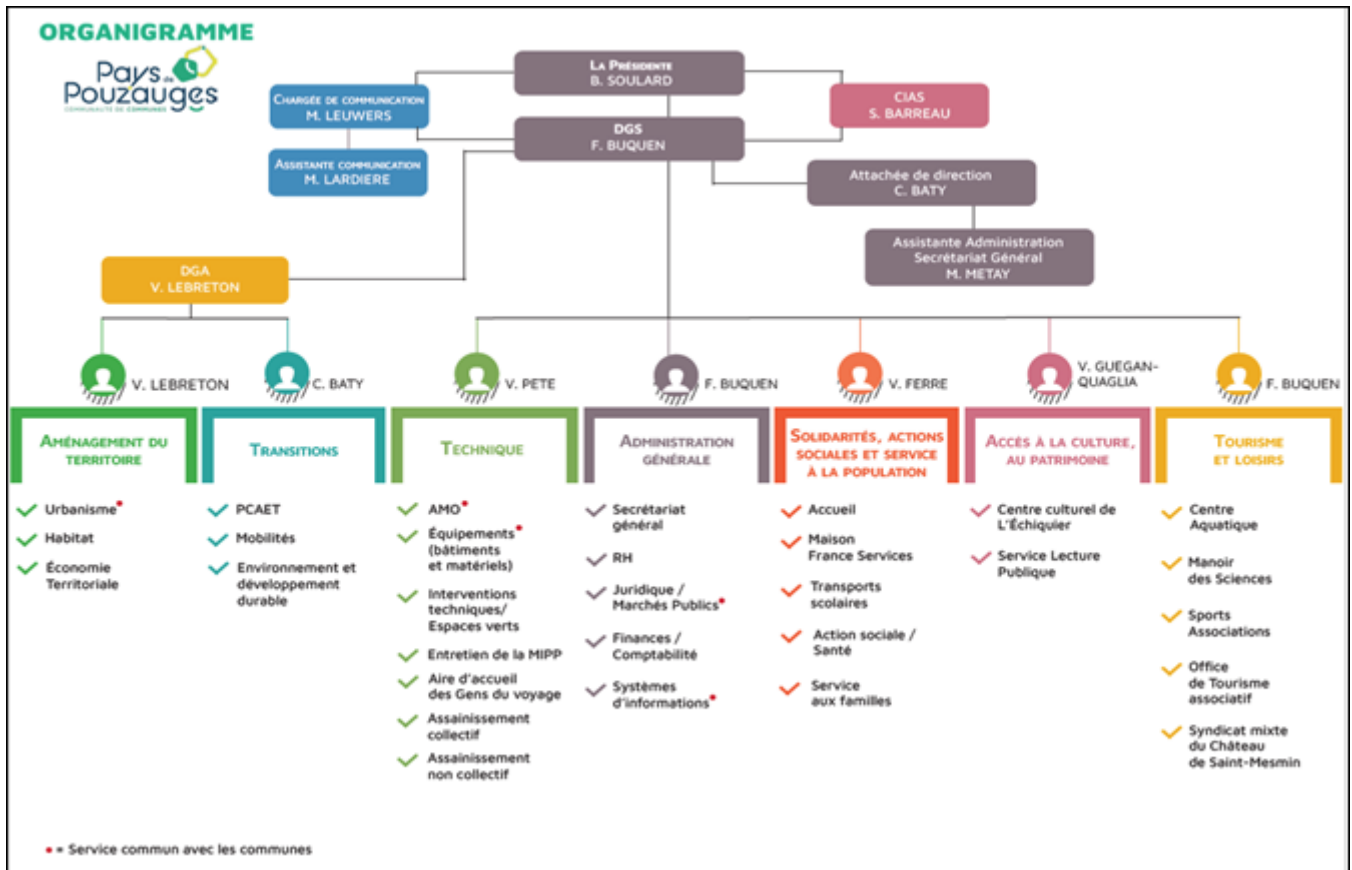 ORGANIGRAMME
Pays de
Pouzauges
COMMUNAUTÉ DE COMMUNES
LA PRÉSIDENTE
B. SOULARD
CHARGÉE DE COMMUNICATION
M. LEUWERS
CIAS
S. BARREAU
DGS
F. BUQUEN
ASSISTANTE COMMUNICATION
M. LARDIERE
Attachée de direction
C. BATY
Assistante Administration
Secrétariat Général
M. METAY
DGA
V. LEBRETON
V. LEBRETON
C. BATY
V. PETE
F. BUQUEN
V. FERRE
V. GUEGAN-
QUAGLIA
F. BUQUEN
AMÉNAGEMENT DU
TERRITOIRE
Urbanisme•
Habitat
Économie
Territoriale
TRANSITIONS
PCAET
Mobilités
Environnement et
développement
durable
TECHNIQUE
AMO•
Équipements•
(bâtiments
et matériels)
Interventions
techniques/
Espaces verts
Entretien de la MIPP
Aire d'accueil
des Gens du voyage
Assainissement
collectif
Assainissement
non collectif
ADMINISTRATION
GÉNÉRALE
Secrétariat
général
RH
Juridique /
Marchés Publics•
Finances /
Comptabilité
Systèmes
d'informations•
SOLIDARITÉS, ACTIONS
SOCIALES ET SERVICE
À LA POPULATION
Accueil
Maison
France Services
Transports
scolaires
Action sociale /
Santé
Service
aux familles
ACCÈS À LA CULTURE,
AU PATRIMOINE
Centre culturel de
L'Échiquier
Service Lecture
Publique
TOURISME
ET LOISIRS
Centre
Aquatique
Manoir
des Sciences
Sports
Associations
Office
de Tourisme
associatif
Syndicat mixte
du Château
de Saint-Mesmin
• = Service commun avec les communes